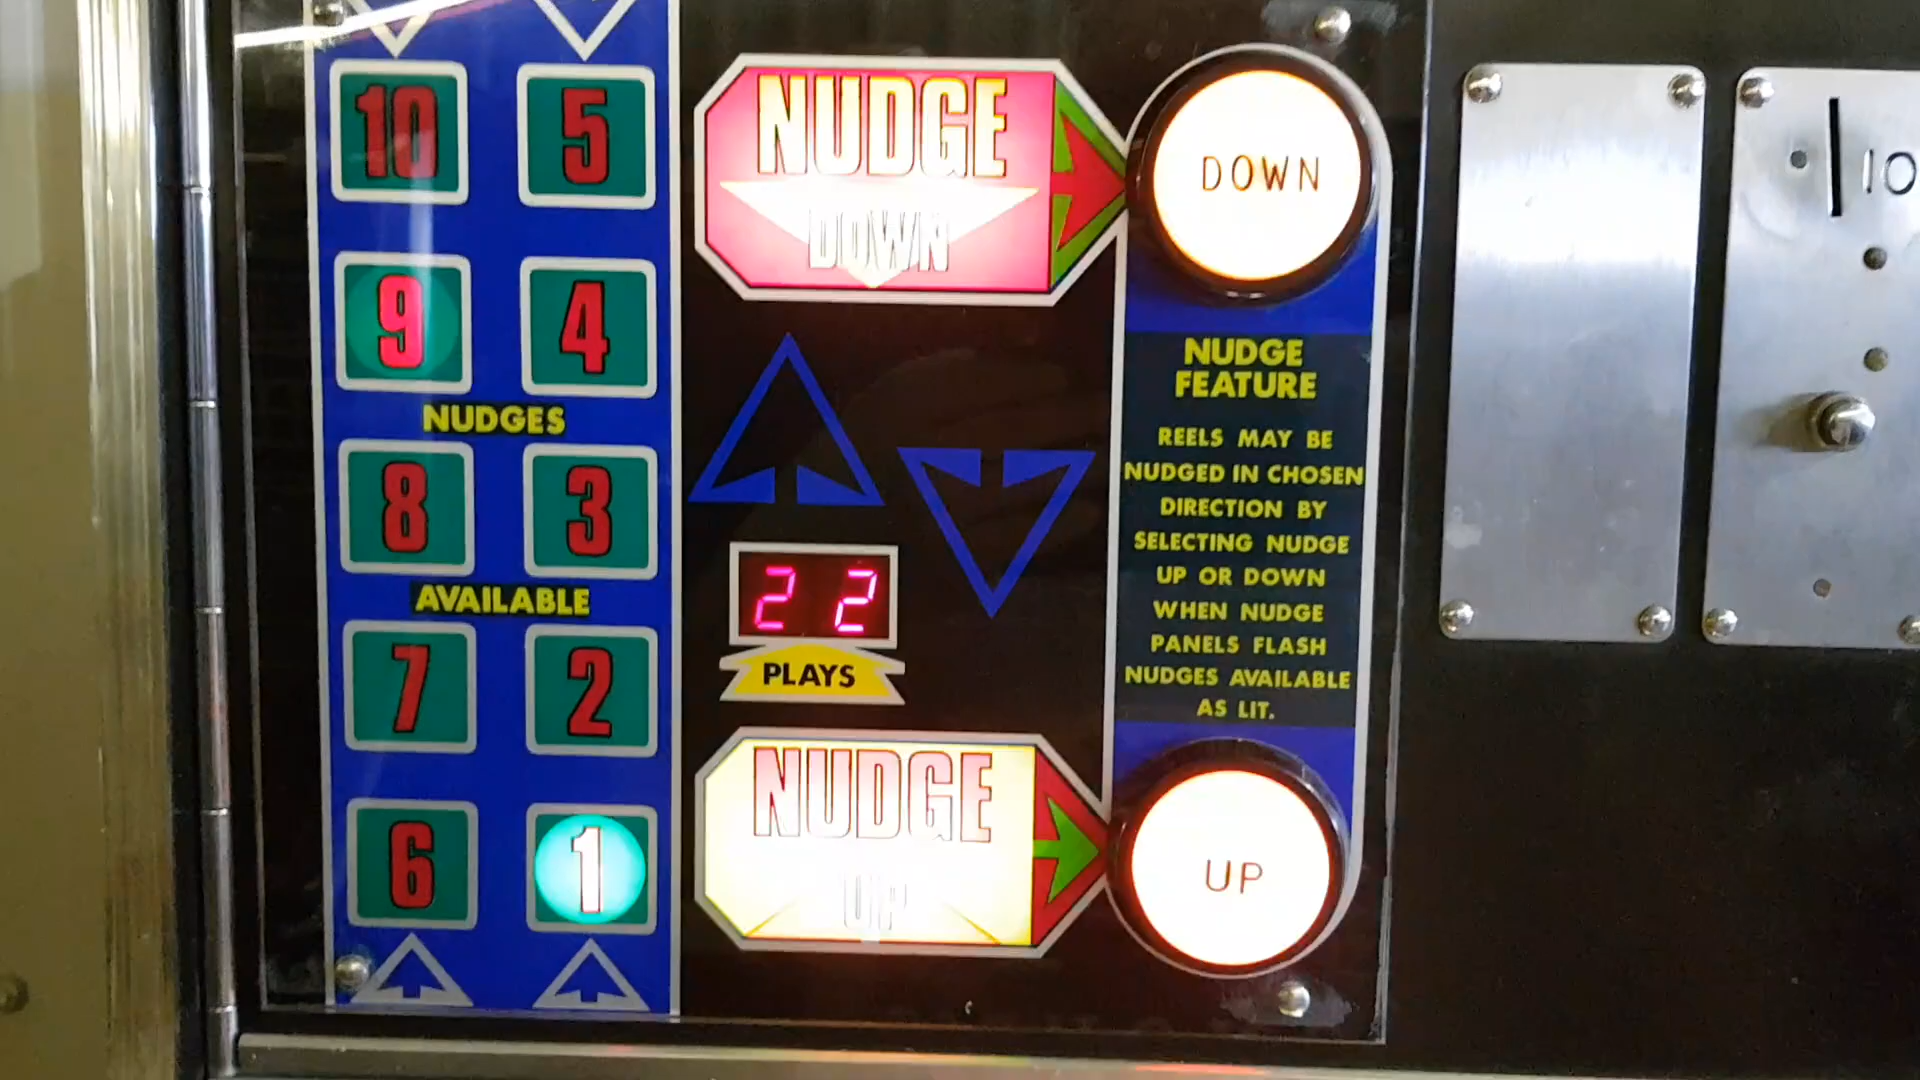 10 5
9 4
NUDGES
8 3
AVAILABLE
7 2
6 1
NUDGE
DOWN
DOWN
22
PLAYS
NUDGE
UP
UP
NUDGE
FEATURE
REELS MAY BE
NUDGED IN CHOSEN
DIRECTION BY
SELECTING NUDGE
UP OR DOWN
WHEN NUDGE
PANELS FLASH
NUDGES AVAILABLE
AS LIT.
10